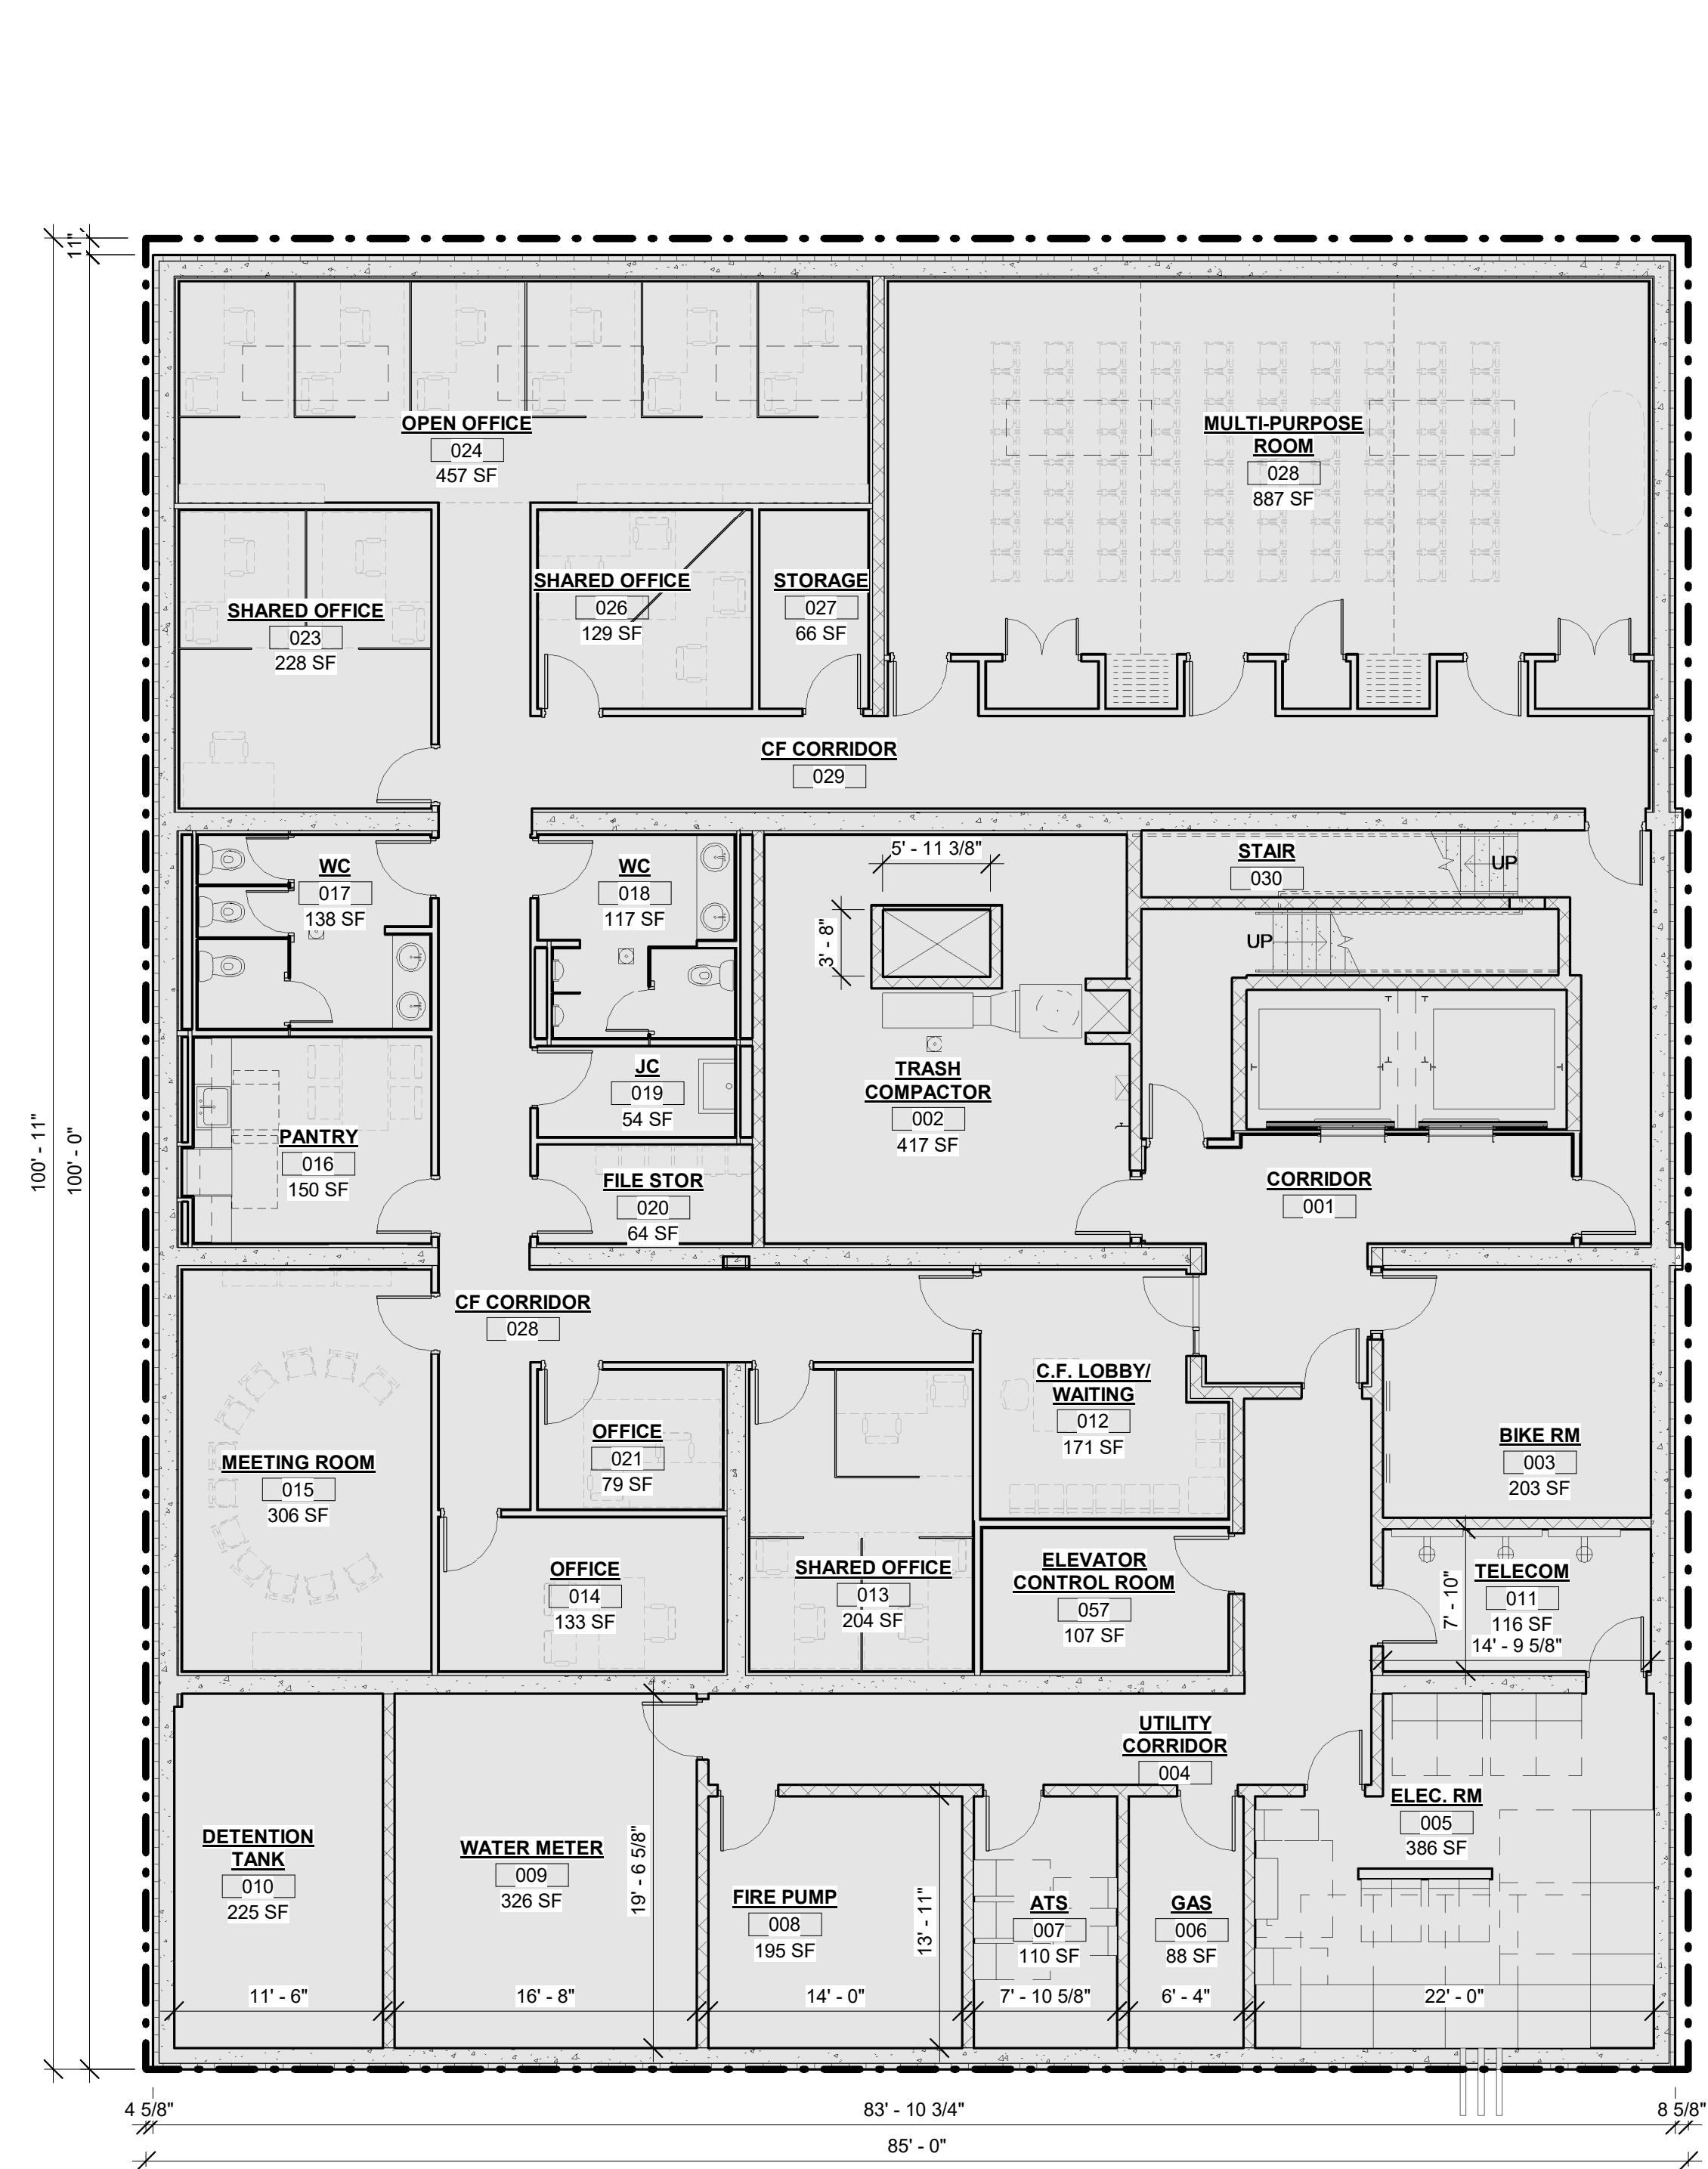 11"
OPEN OFFICE
024
457 SF
MULTI-PURPOSE
ROOM
028
887 SF
SHARED OFFICE
023
228 SF
SHARED OFFICE
026
129 SF
STORAGE
027
66 SF
CF CORRIDOR
029
WC
017
138 SF
WC
018
117 SF
5' - 11 3/8"
3' - 8"
STAIR
030
UP
UP
JC
019
54 SF
TRASH
COMPACTOR
002
417 SF
PANTRY
016
150 SF
FILE STOR
020
64 SF
CORRIDOR
001
100' - 11"
100' - 0"
CF CORRIDOR
028
C.F. LOBBY/
WAITING
012
171 SF
MEETING ROOM
015
306 SF
OFFICE
021
79 SF
BIKE RM
003
203 SF
OFFICE
014
133 SF
SHARED OFFICE
013
204 SF
ELEVATOR
CONTROL ROOM
057
107 SF
TELECOM
011
116 SF
14' - 9 5/8"
7' - 10"
UTILITY
CORRIDOR
004
ELEC. RM
005
386 SF
DETENTION
TANK
010
225 SF
WATER METER
009
326 SF
19' - 6 5/8"
FIRE PUMP
008
195 SF
13' - 11"
ATS
007
110 SF
GAS
006
88 SF
11' - 6"
16' - 8"
14' - 0"
7' - 10 5/8"
6' - 4"
22' - 0"
4 5/8"
83' - 10 3/4"
8 5/8"
85' - 0"